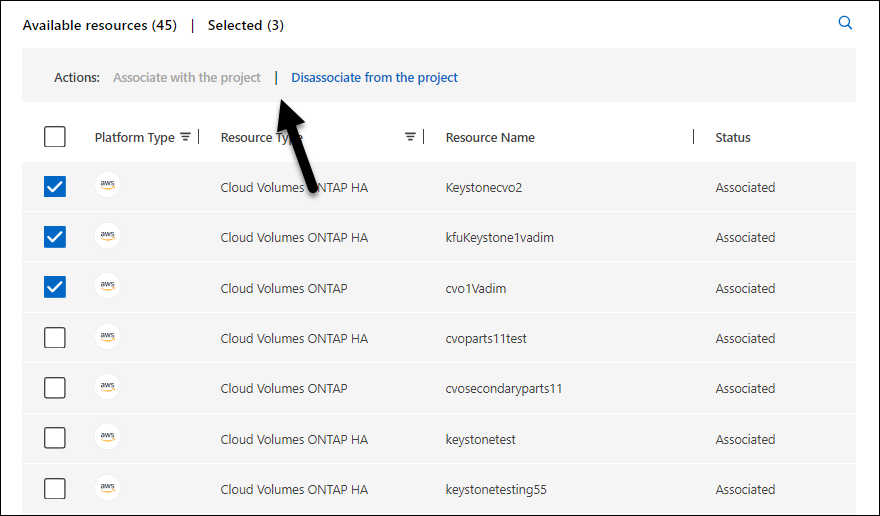 Available resources (45) | Selected (3)
Actions: Associate with the project | Disassociate from the project
Platform Type Resource Type Resource Name Status
aws Cloud Volumes ONTAP HA Keystonecvo2 Associated
aws Cloud Volumes ONTAP HA kfuKeystone1vadim Associated
aws Cloud Volumes ONTAP cvo1Vadim Associated
aws Cloud Volumes ONTAP HA cvoparts11test Associated
aws Cloud Volumes ONTAP cvosecondaryparts11 Associated
aws Cloud Volumes ONTAP HA keystonetest Associated
aws Cloud Volumes ONTAP HA keystonetesting55 Associated